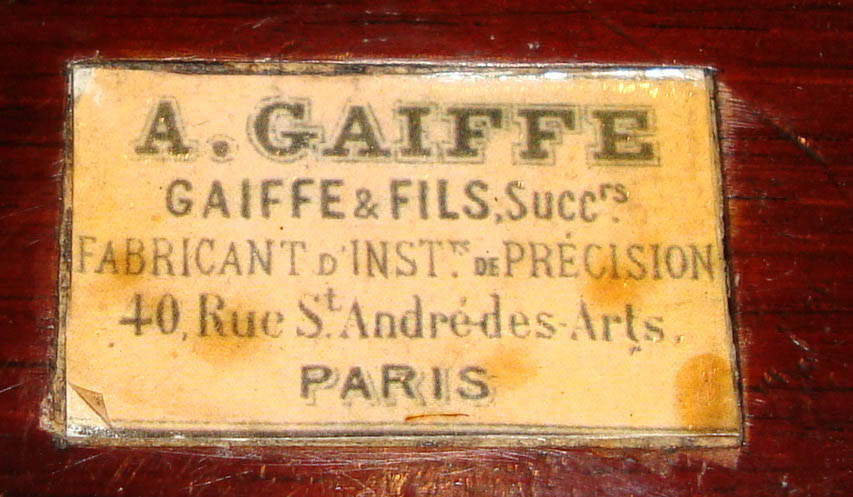 A. GAIFFE
GAIFFE & FILS, Succrs.
FABRICANT D'INSTTS DE PRÉCISION
40, Rue St. André-des-Arts.
PARIS